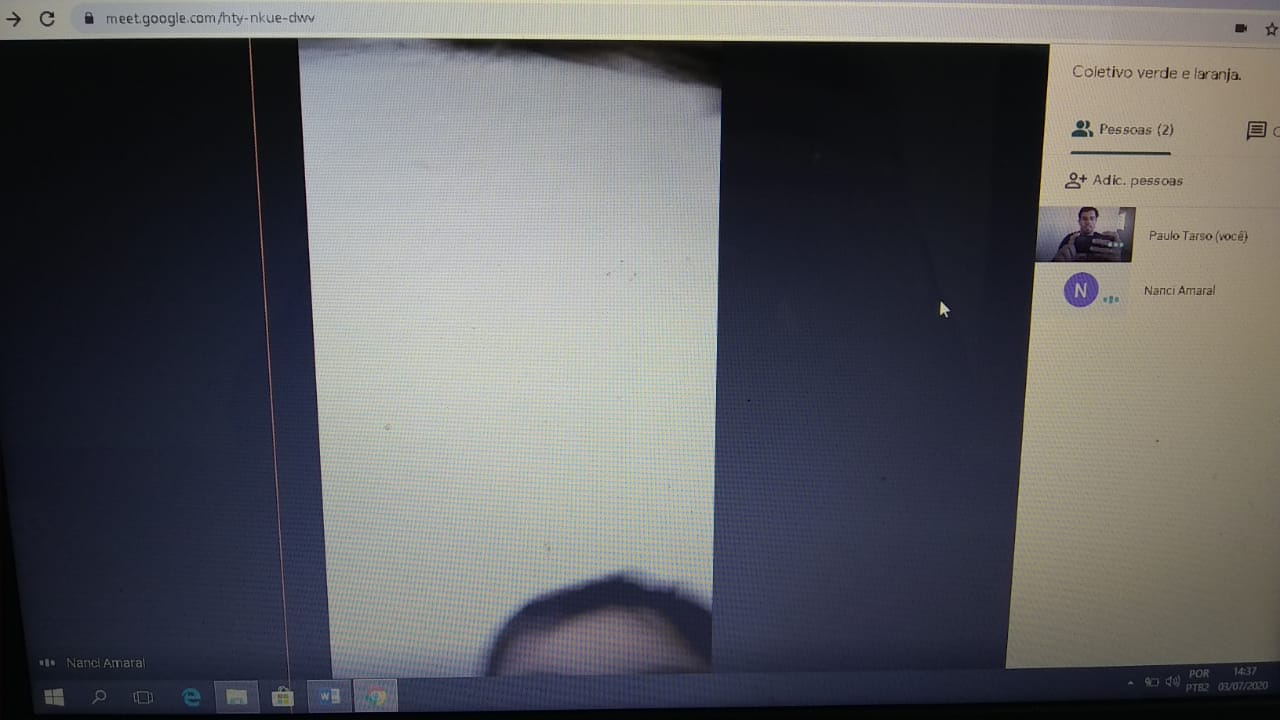 meet.google.com/hty-nkue-dwv
Coletivo verde e laranja.
Pessoas (2)
Adic. pessoas
Paulo Tarso (você)
N
Nanci Amaral
Nanci Amaral
POR
14:37
PTB2
03/07/2020